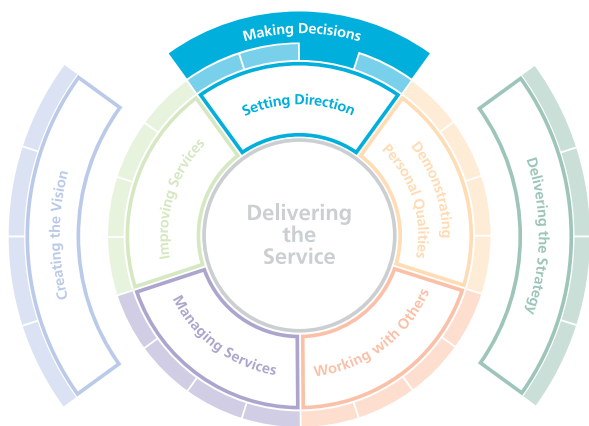 Making Decisions
Setting Direction
Creating the Vision
Improving Services
Demonstrating
Personal Qualities
Delivering the Strategy
Delivering
the
Service
Managing Services
Working with Others